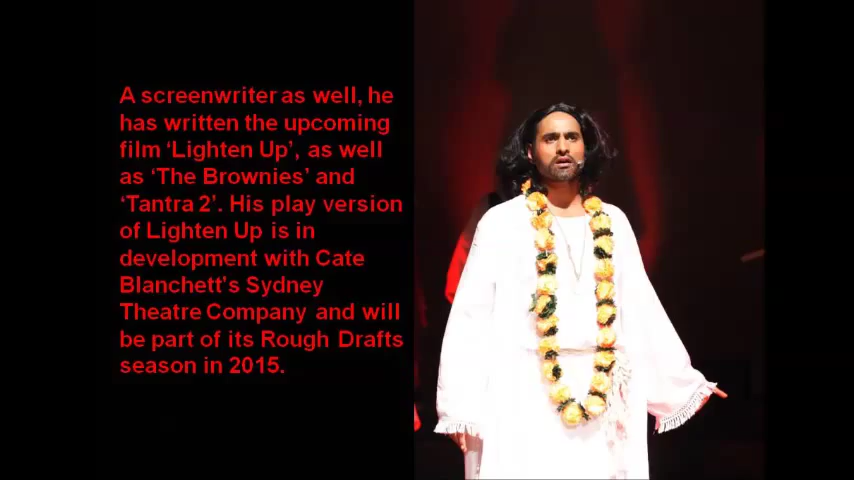 A screenwriter as well, he
has written the upcoming
film ‘Lighten Up’, as well
as ‘The Brownies’ and
‘Tantra 2’. His play version
of Lighten Up is in
development with Cate
Blanchett's Sydney
Theatre Company and will
be part of its Rough Drafts
season in 2015.